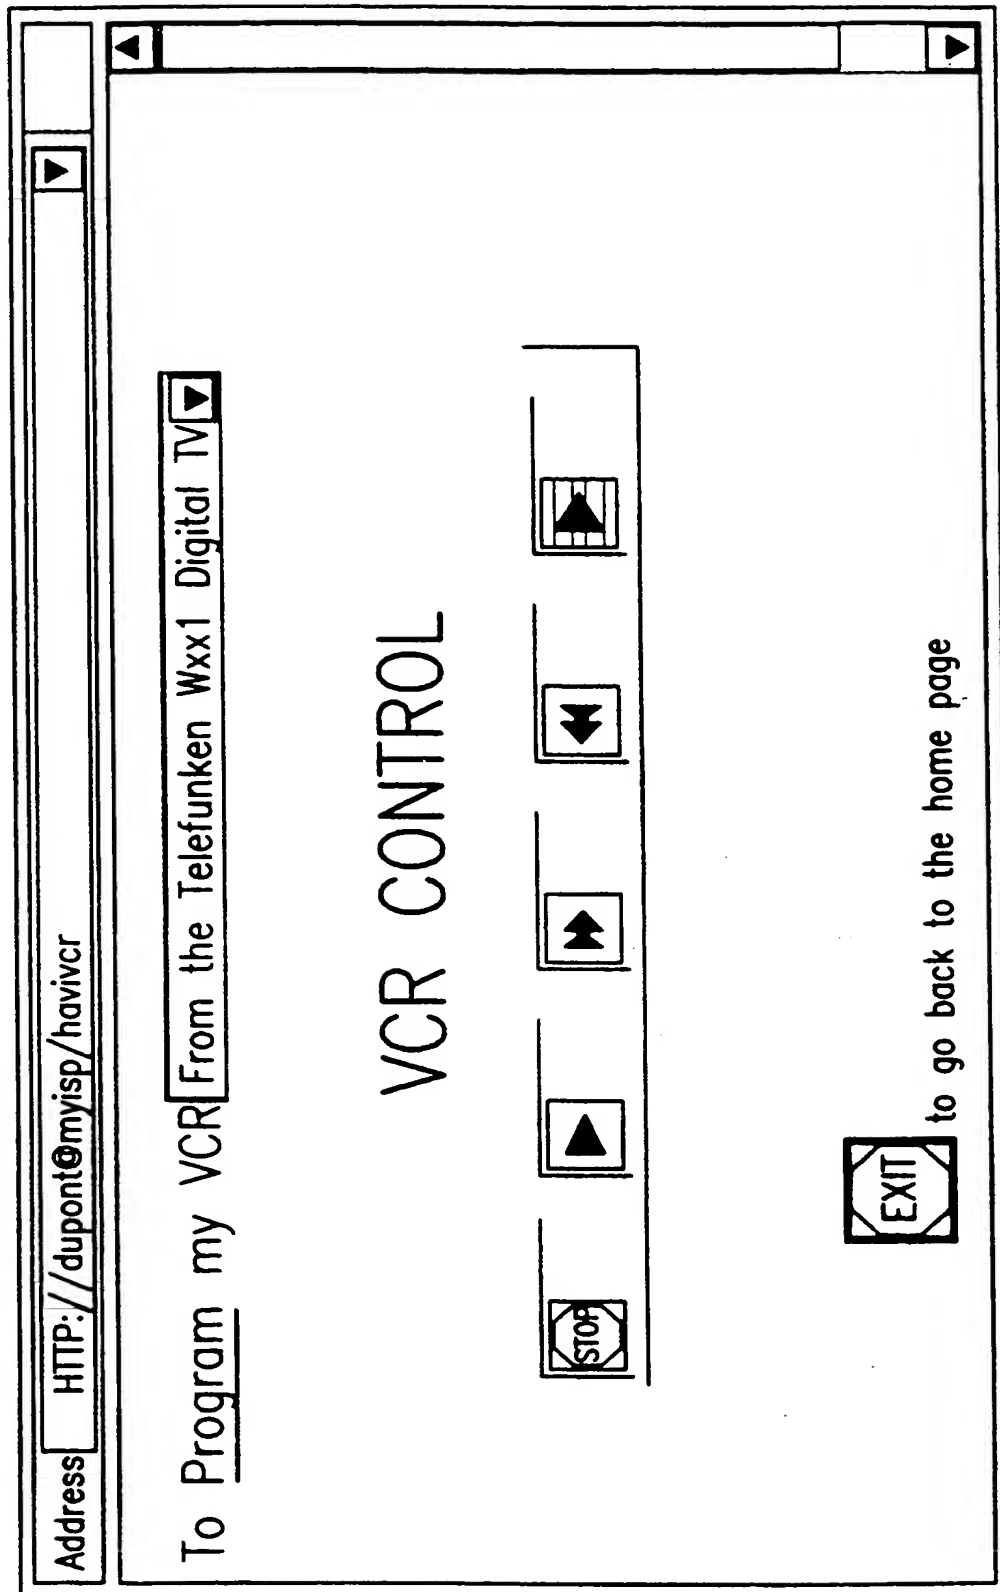 Address HTTP://dupont@myisp/havivcr
To Program my VCR From the Telefunken Wxx1 Digital TV
VCR CONTROL
STOP
EXIT to go back to the home page